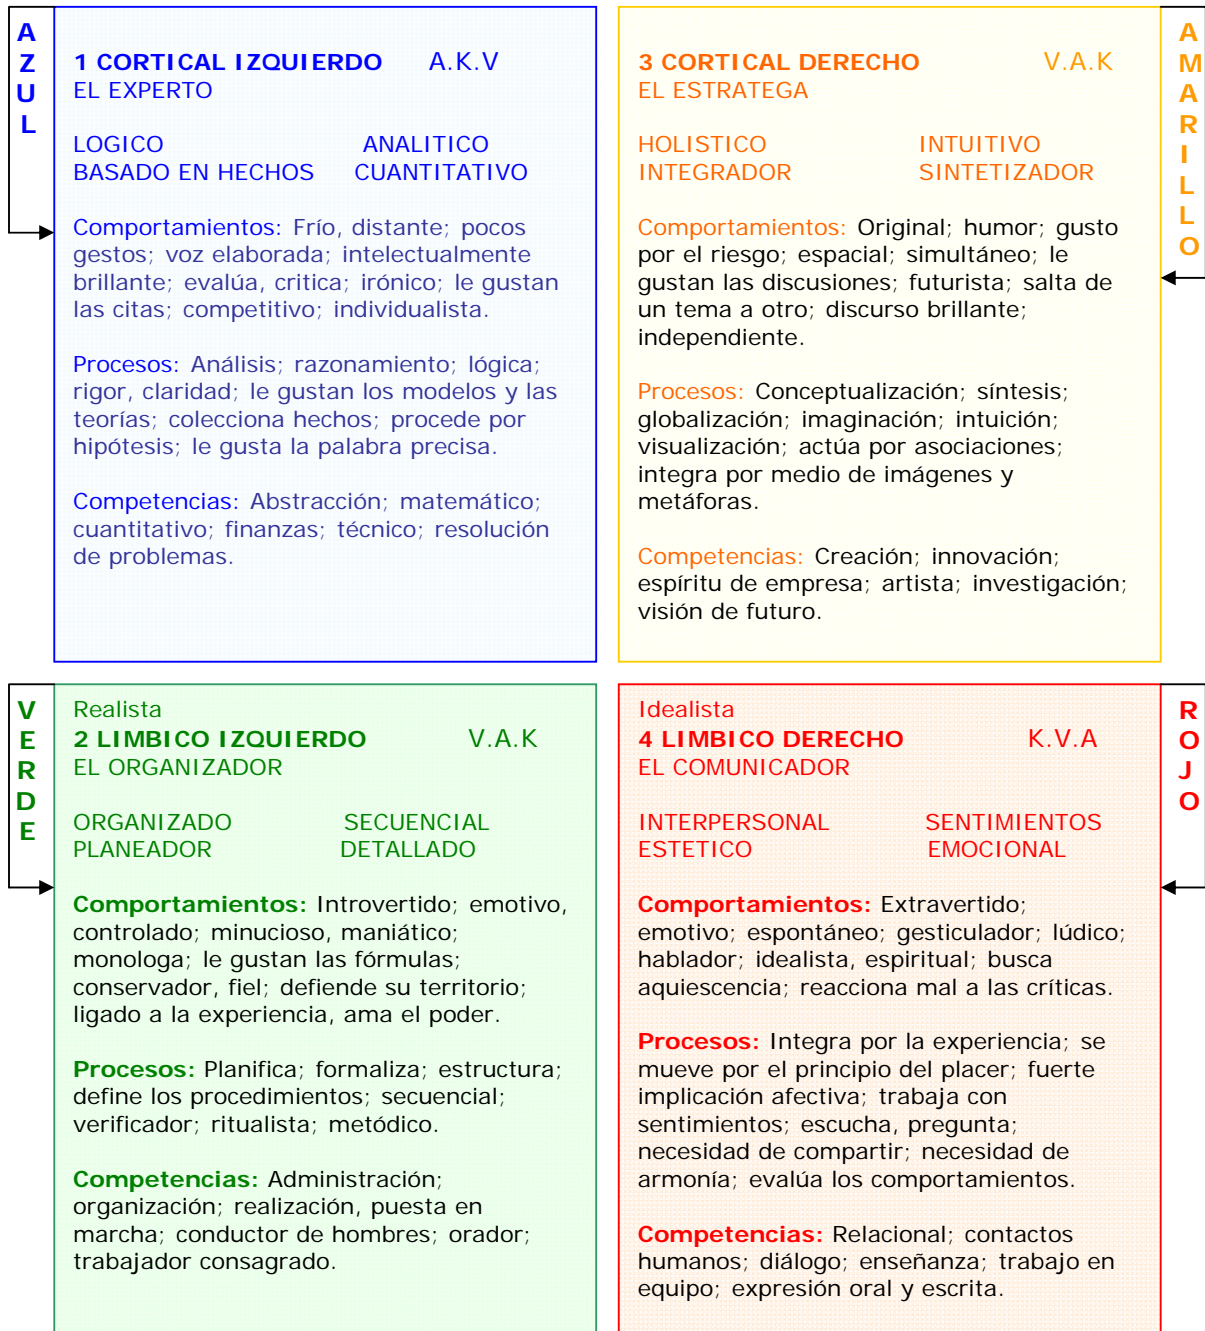 AZUL
1 CORTICAL IZQUIERDO A.K.V
EL EXPERTO
LOGICO ANALITICO
BASADO EN HECHOS CUANTITATIVO
Comportamientos: Frío, distante; pocos
gestos; voz elaborada; intelectualmente
brillante; evalúa, critica; irónico; le gustan
las citas; competitivo; individualista.
Procesos: Análisis; razonamiento; lógica;
rigor, claridad; le gustan los modelos y las
teorías; colecciona hechos; procede por
hipótesis; le gusta la palabra precisa.
Competencias: Abstracción; matemático;
cuantitativo; finanzas; técnico; resolución
de problemas.
AMARILLO
3 CORTICAL DERECHO V.A.K
EL ESTRATEGA
HOLISTICO INTUITIVO
INTEGRADOR SINTETIZADOR
Comportamientos: Original; humor; gusto
por el riesgo; espacial; simultáneo; le
gustan las discusiones; futurista; salta de
un tema a otro; discurso brillante;
independiente.
Procesos: Conceptualización; síntesis;
globalización; imaginación; intuición;
visualización; actúa por asociaciones;
integra por medio de imágenes y
metáforas.
Competencias: Creación; innovación;
espíritu de empresa; artista; investigación;
visión de futuro.
VERDE
Realista
2 LIMBICO IZQUIERDO V.A.K
EL ORGANIZADOR
ORGANIZADO SECUENCIAL
PLANEADOR DETALLADO
Comportamientos: Introvertido; emotivo,
controlado; minucioso, maniático;
monologa; le gustan las fórmulas;
conservador, fiel; defiende su territorio;
ligado a la experiencia, ama el poder.
Procesos: Planifica; formaliza; estructura;
define los procedimientos; secuencial;
verificador; ritualista; metódico.
Competencias: Administración;
organización; realización, puesta en
marcha; conductor de hombres; orador;
trabajador consagrado.
ROJO
Idealista
4 LIMBICO DERECHO K.V.A
EL COMUNICADOR
INTERPERSONAL SENTIMIENTOS
ESTETICO EMOCIONAL
Comportamientos: Extravertido;
emotivo; espontáneo; gesticulador; lúdico;
hablador; idealista, espiritual; busca
aquiescencia; reacciona mal a las críticas.
Procesos: Integra por la experiencia; se
mueve por el principio del placer; fuerte
implicación afectiva; trabaja con
sentimientos; escucha, pregunta;
necesidad de compartir; necesidad de
armonía; evalúa los comportamientos.
Competencias: Relacional; contactos
humanos; diálogo; enseñanza; trabajo en
equipo; expresión oral y escrita.